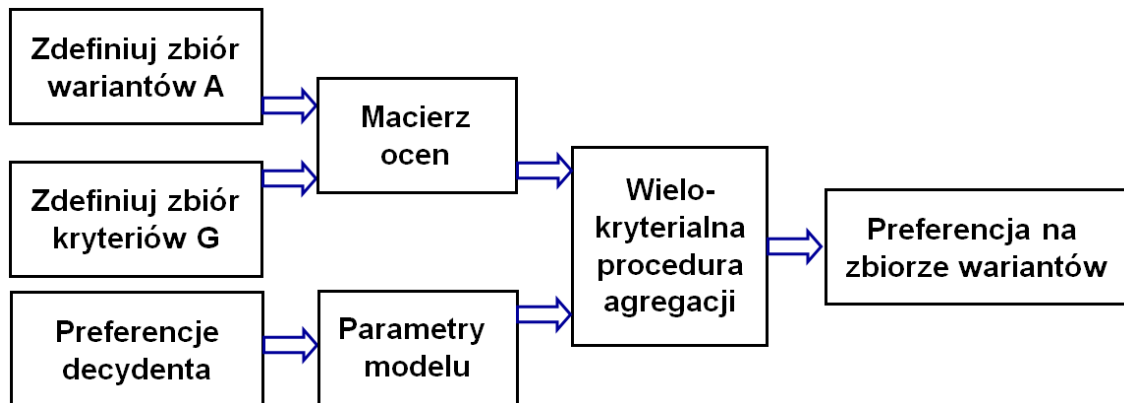 Zdefiniuj zbiór
wariantów A
Zdefiniuj zbiór
kryteriów G
Preferencje
decydenta
Macierz
ocen
Parametry
modelu
Wielo-
kryterialna
procedura
agregacji
Preferencja na
zbiorze wariantów